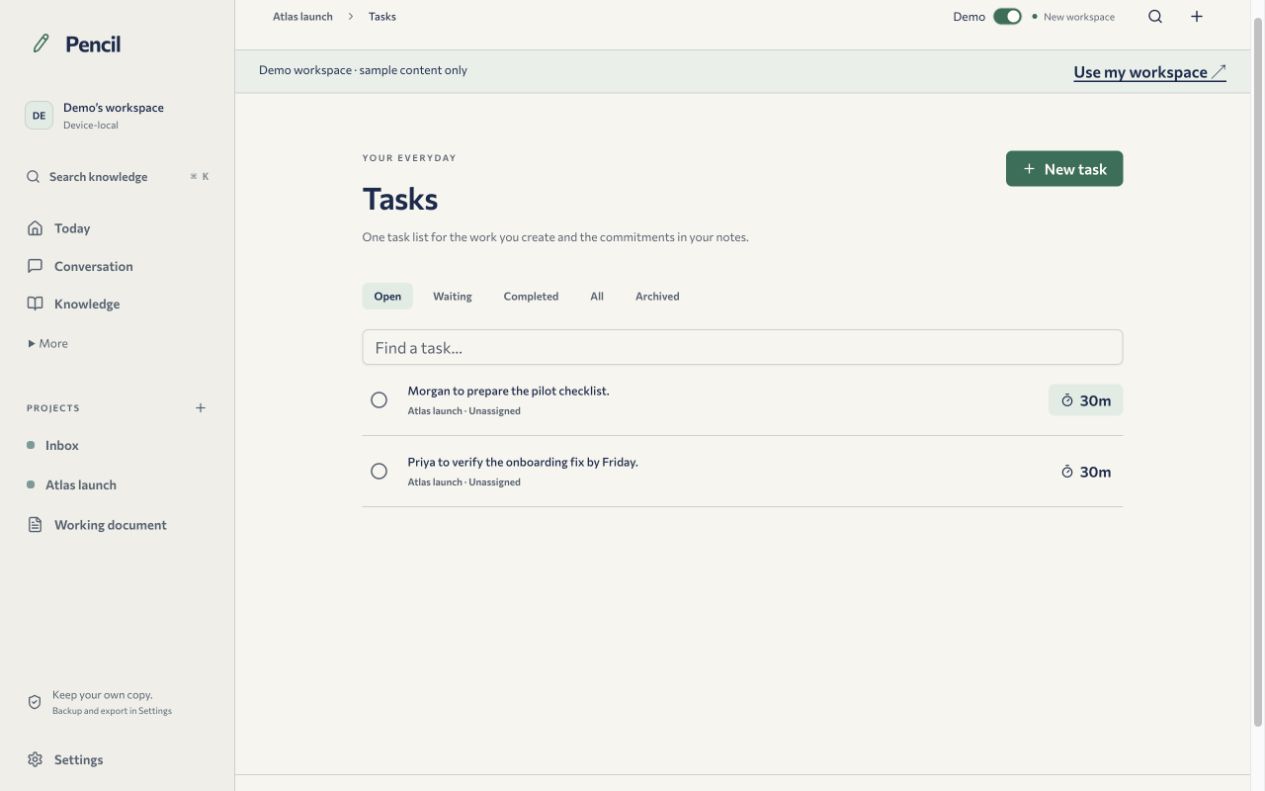 Pencil
DE
Demo's workspace
Device-local
Search knowledge ⌘ K
Today
Conversation
Knowledge
More
PROJECTS
Inbox
Atlas launch
Working document
Keep your own copy.
Backup and export in Settings
Settings
Atlas launch > Tasks
Demo
New workspace
Demo workspace · sample content only
Use my workspace
YOUR EVERYDAY
Tasks
One task list for the work you create and the commitments in your notes.
+ New task
Open Waiting Completed All Archived
Find a task...
Morgan to prepare the pilot checklist.
Atlas launch · Unassigned
30m
Priya to verify the onboarding fix by Friday.
Atlas launch · Unassigned
30m